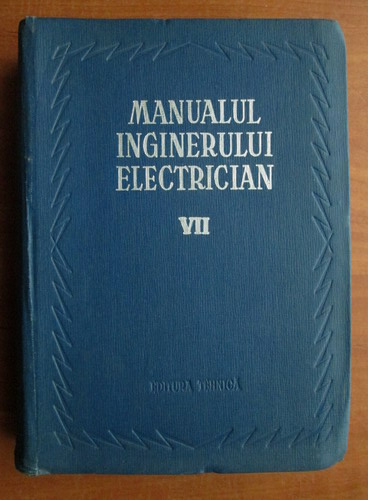 MANUALUL
INGINERULUI
ELECTRICIAN
VII
EDITURA TEHNICĂ